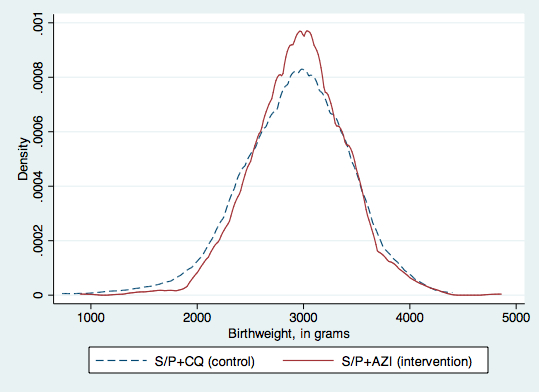 .001
.0008
.0006
.0004
.0002
0
Density
1000 2000 3000 4000 5000
Birthweight, in grams
S/P+CQ (control) S/P+AZI (intervention)